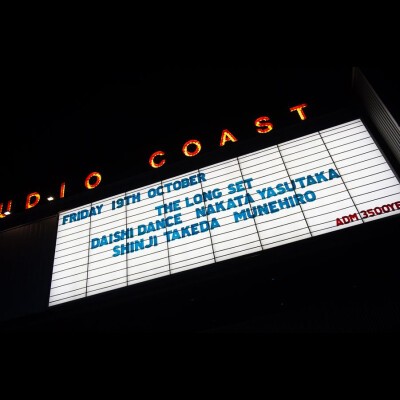 UDIO COAST
FRIDAY 19TH OCTOBER
THE LONG SET
DAISHI DANCE NAKATA YASUTAKA
SHINJI TAKEDA MUNEHIRO
ADM 3500YE